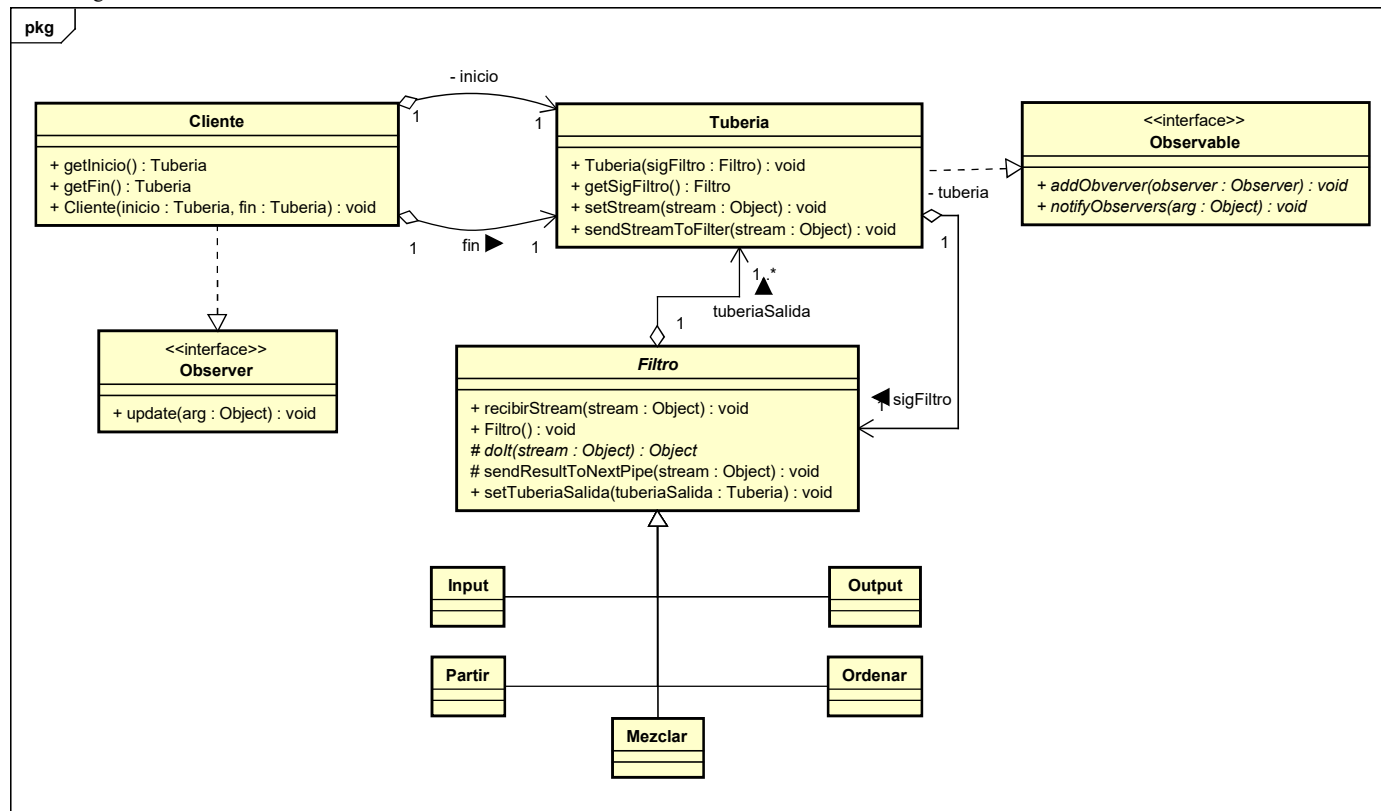 pkg
- inicio
Cliente
+ getInicio() : Tuberia
+ getFin() : Tuberia
+ Cliente(inicio : Tuberia, fin : Tuberia) : void
1
1
1
fin
1
Tuberia
+ Tuberia(sigFiltro : Filtro) : void
+ getSigFiltro() : Filtro
+ setStream(stream : Object) : void
+ sendStreamToFilter(stream : Object) : void
- tuberia
1
<<interface>>
Observable
+ addObverver(observer : Observer) : void
+ notifyObservers(arg : Object) : void
1..*
tuberiaSalida
1
<<interface>>
Observer
+ update(arg : Object) : void
Filtro
+ recibirStream(stream : Object) : void
+ Filtro() : void
# doIt(stream : Object) : Object
# sendResultToNextPipe(stream : Object) : void
+ setTuberiaSalida(tuberiaSalida : Tuberia) : void
1 sigFiltro
Input
Output
Partir
Ordenar
Mezclar